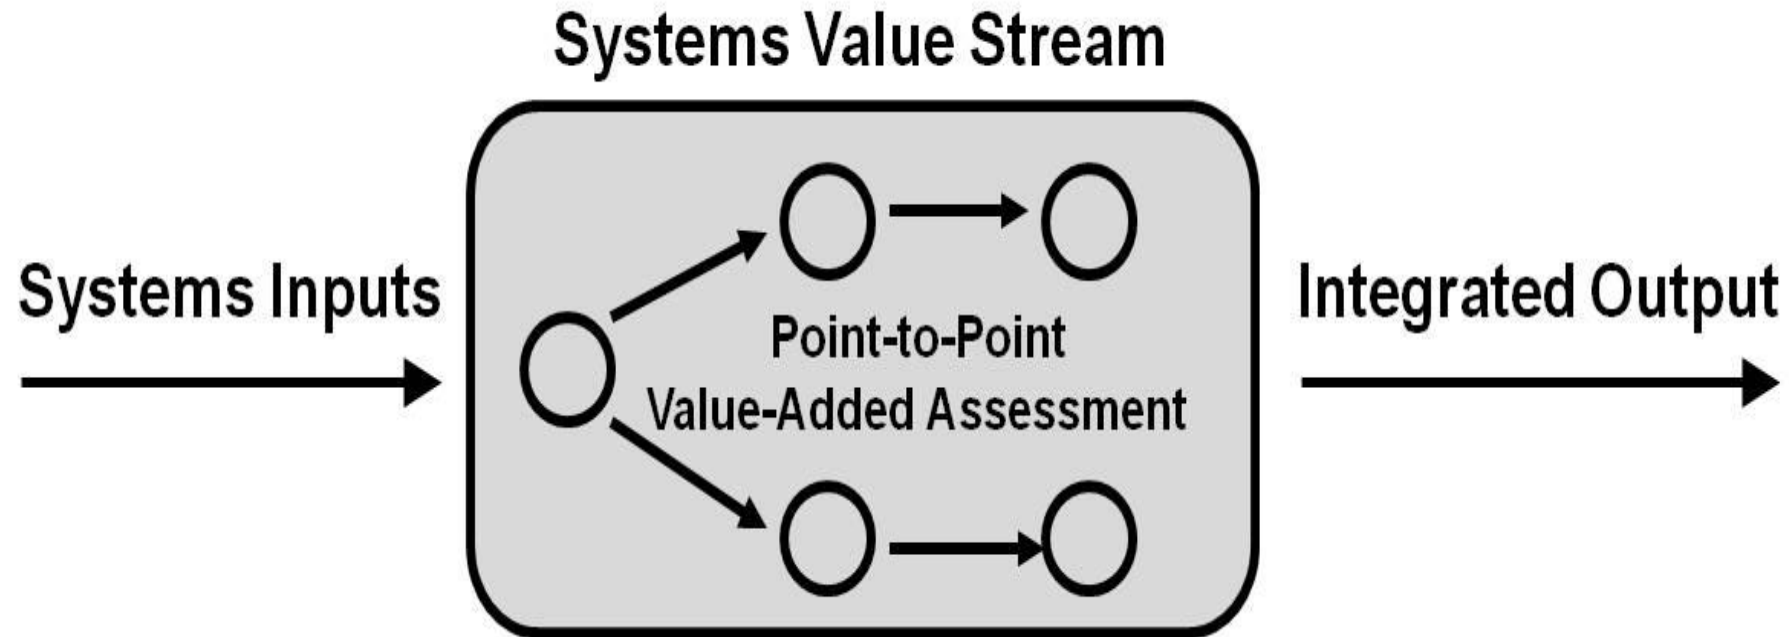 Systems Value Stream
Systems Inputs
Point-to-Point
Value-Added Assessment
Integrated Output